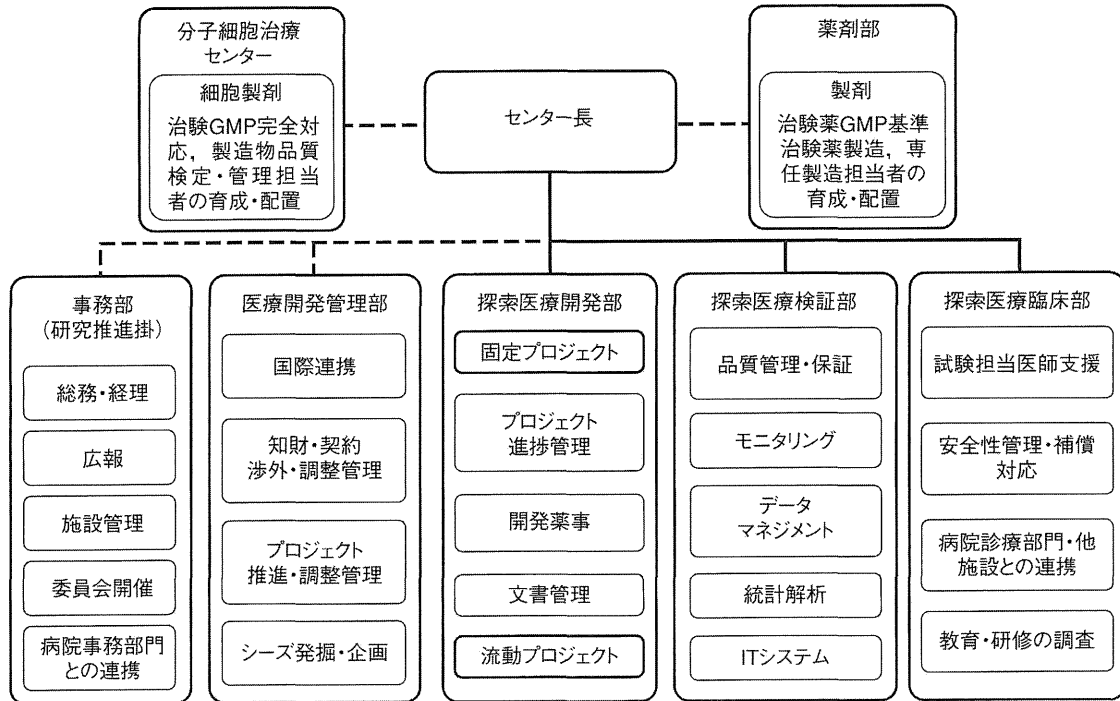 分子細胞治療
センター
細胞製剤
治験GMP完全対
応，製造物品質
検定・管理担当
者の育成・配置
センター長
薬剤部
製剤
治験薬GMP基準
治験薬製造，専
任製造担当者の
育成・配置
事務部
（研究推進掛）
総務・経理
広報
施設管理
委員会開催
病院事務部門
との連携
医療開発管理部
国際連携
知財・契約
渉外・調整管理
プロジェクト
推進・調整管理
シーズ発掘・企画
探索医療開発部
固定プロジェクト
プロジェクト
進捗管理
開発薬事
文書管理
流動プロジェクト
探索医療検証部
品質管理・保証
モニタリング
データ
マネジメント
統計解析
ITシステム
探索医療臨床部
試験担当医師支援
安全性管理・補償
対応
病院診療部門・他
施設との連携
教育・研修の調査